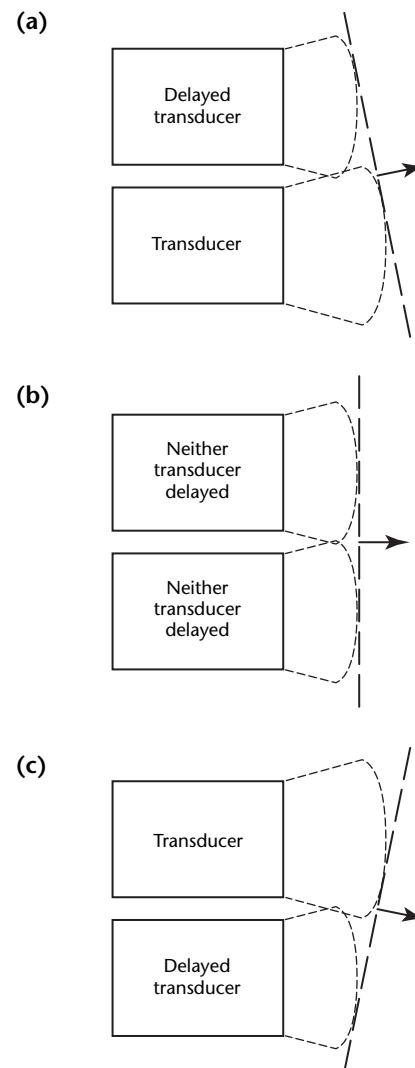 (a)
Delayed
transducer
Transducer
(b)
Neither
transducer
delayed
Neither
transducer
delayed
(c)
Transducer
Delayed
transducer